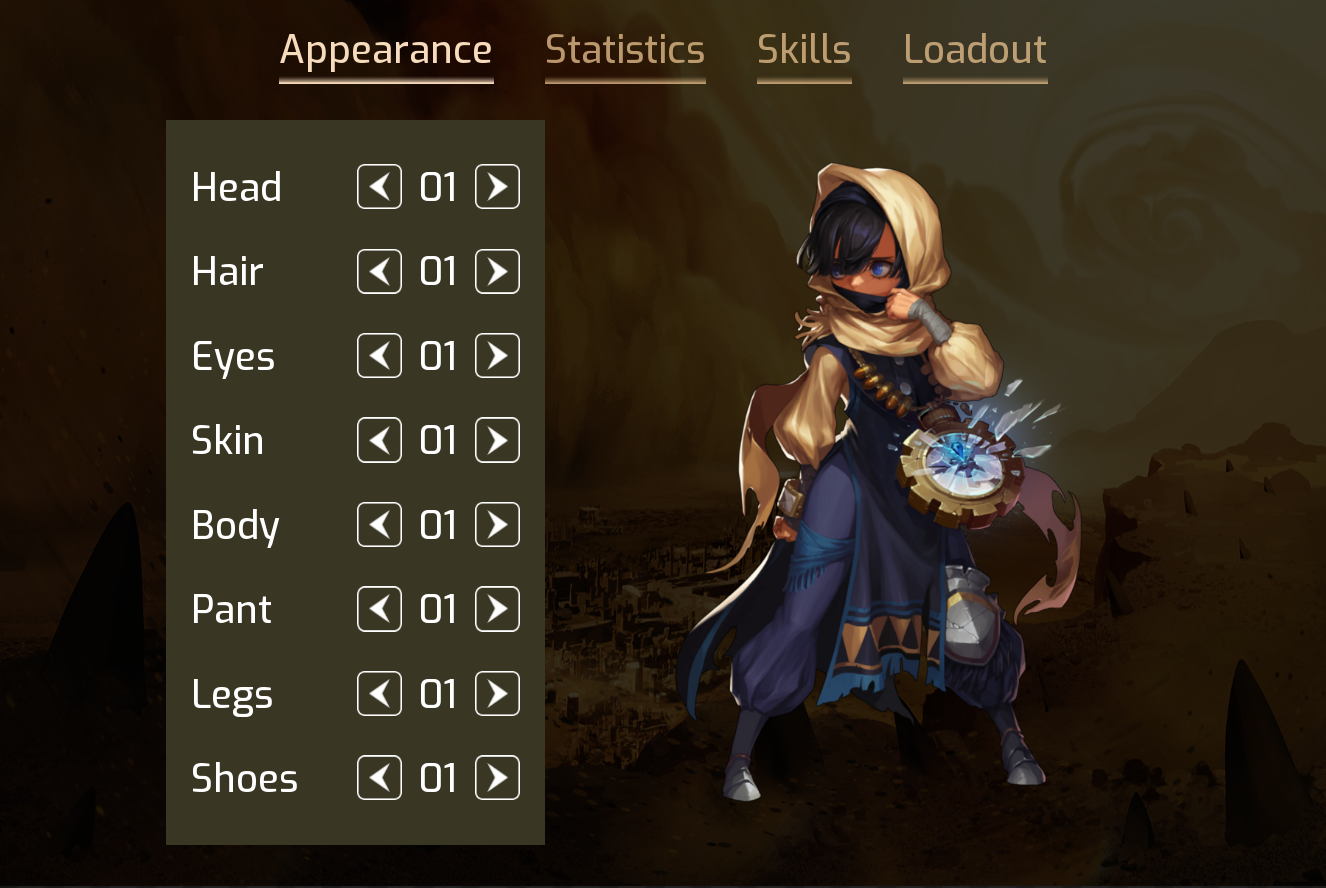 Appearance Statistics Skills Loadout
Head 01
Hair 01
Eyes 01
Skin 01
Body 01
Pant 01
Legs 01
Shoes 01